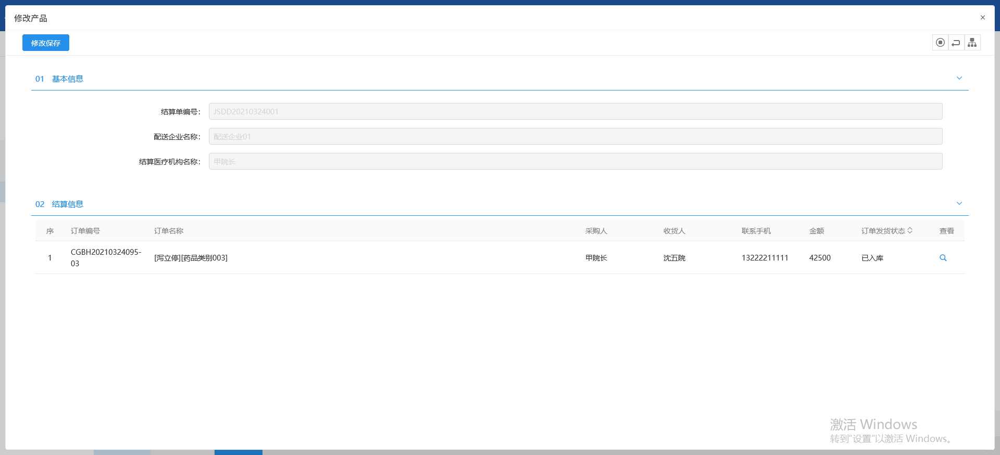 修改产品
×
修改保存
01 基本信息
结算单编号： JSDD20210324001
配送企业名称： 配送企业01
结算医疗机构名称： 甲院长
02 结算信息
序 订单编号 订单名称 采购人 收货人 联系手机 金额 订单发货状态 查看
1 CGBH20210324095-03 [泻立停][药品类别003] 甲院长 沈五院 13222211111 42500 已入库
激活 Windows
转到“设置”以激活 Windows。